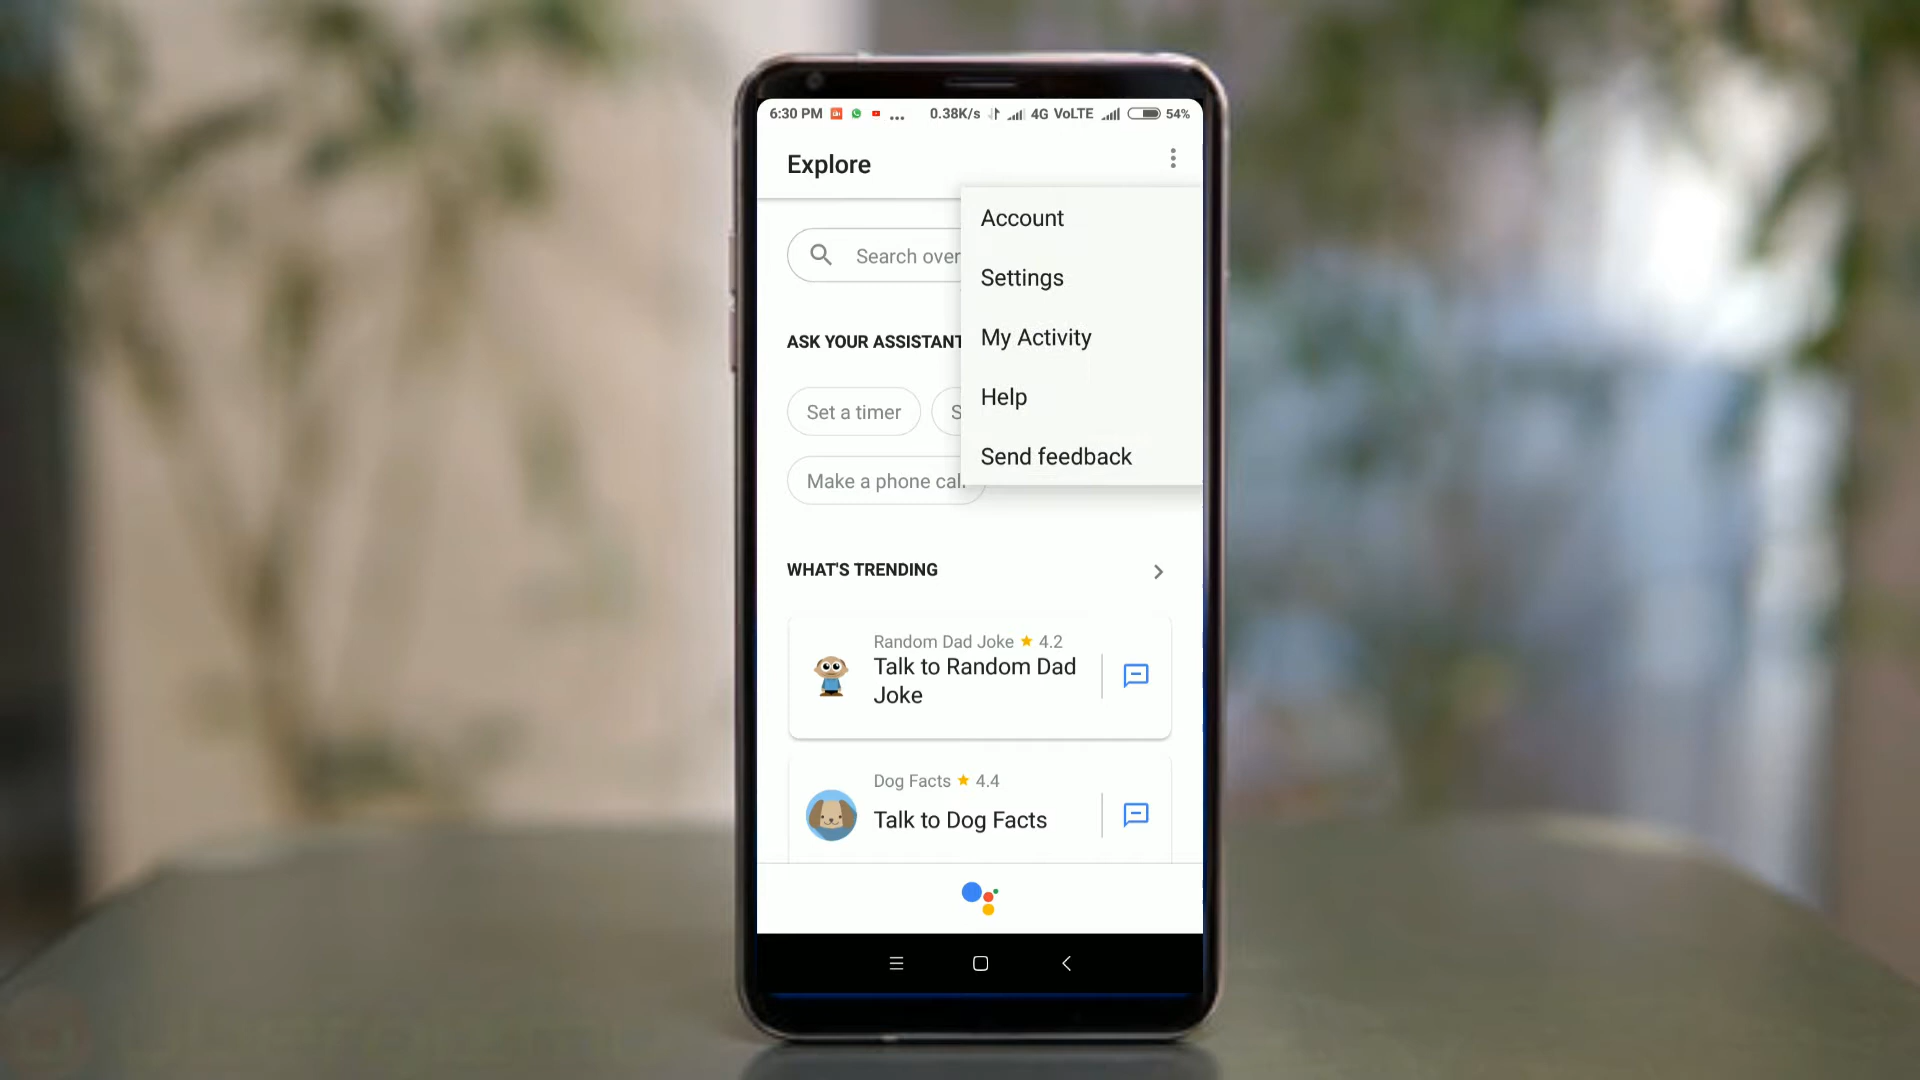 6:30 PM ... 0.38K/s 4G VoLTE 54%
Explore
Account
Search over
Settings
ASK YOUR ASSISTANT
My Activity
Set a timer S
Help
Send feedback
Make a phone call
WHAT'S TRENDING
Random Dad Joke ★ 4.2
Talk to Random Dad
Joke
Dog Facts ★ 4.4
Talk to Dog Facts